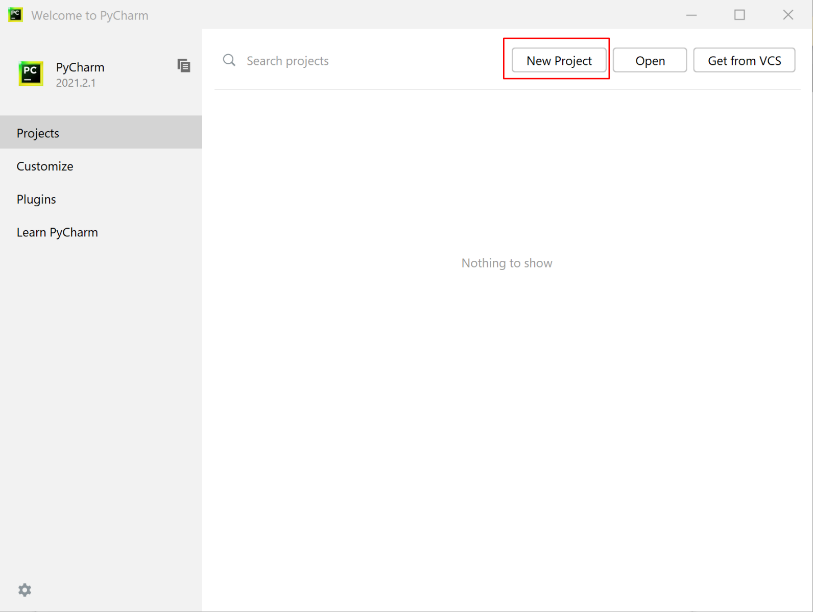 Welcome to PyCharm
PC
PyCharm
2021.2.1
Search projects
New Project
Open
Get from VCS
Projects
Customize
Plugins
Learn PyCharm
Nothing to show